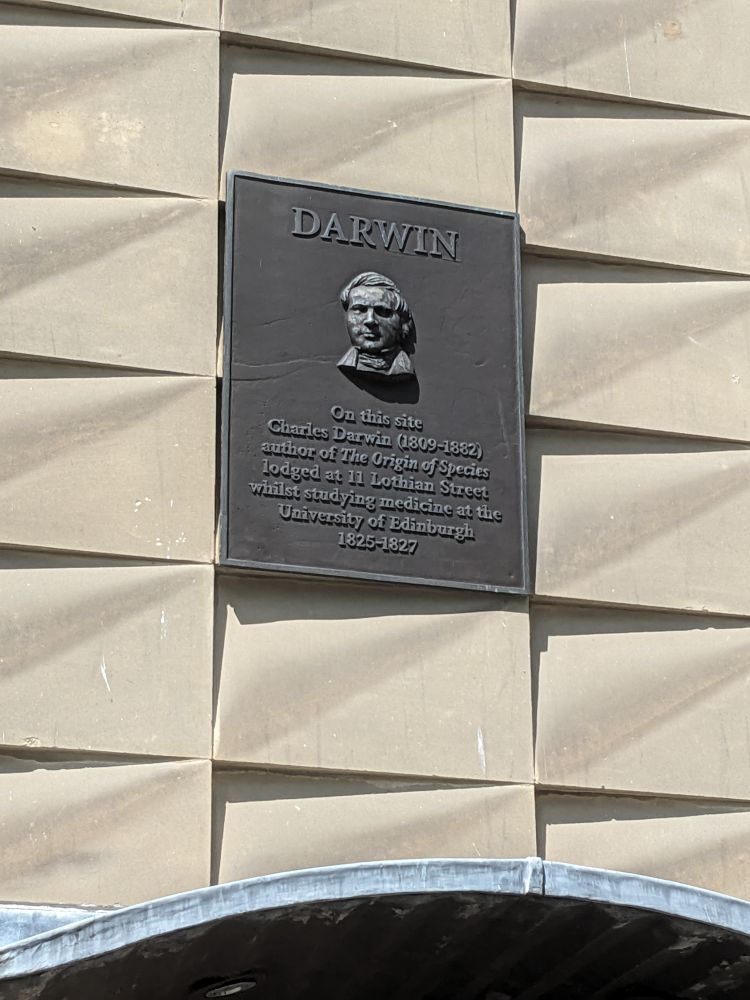 DARWIN
On this site
Charles Darwin (1809-1882)
author of The Origin of Species
lodged at 11 Lothian Street
whilst studying medicine at the
University of Edinburgh
1825-1827